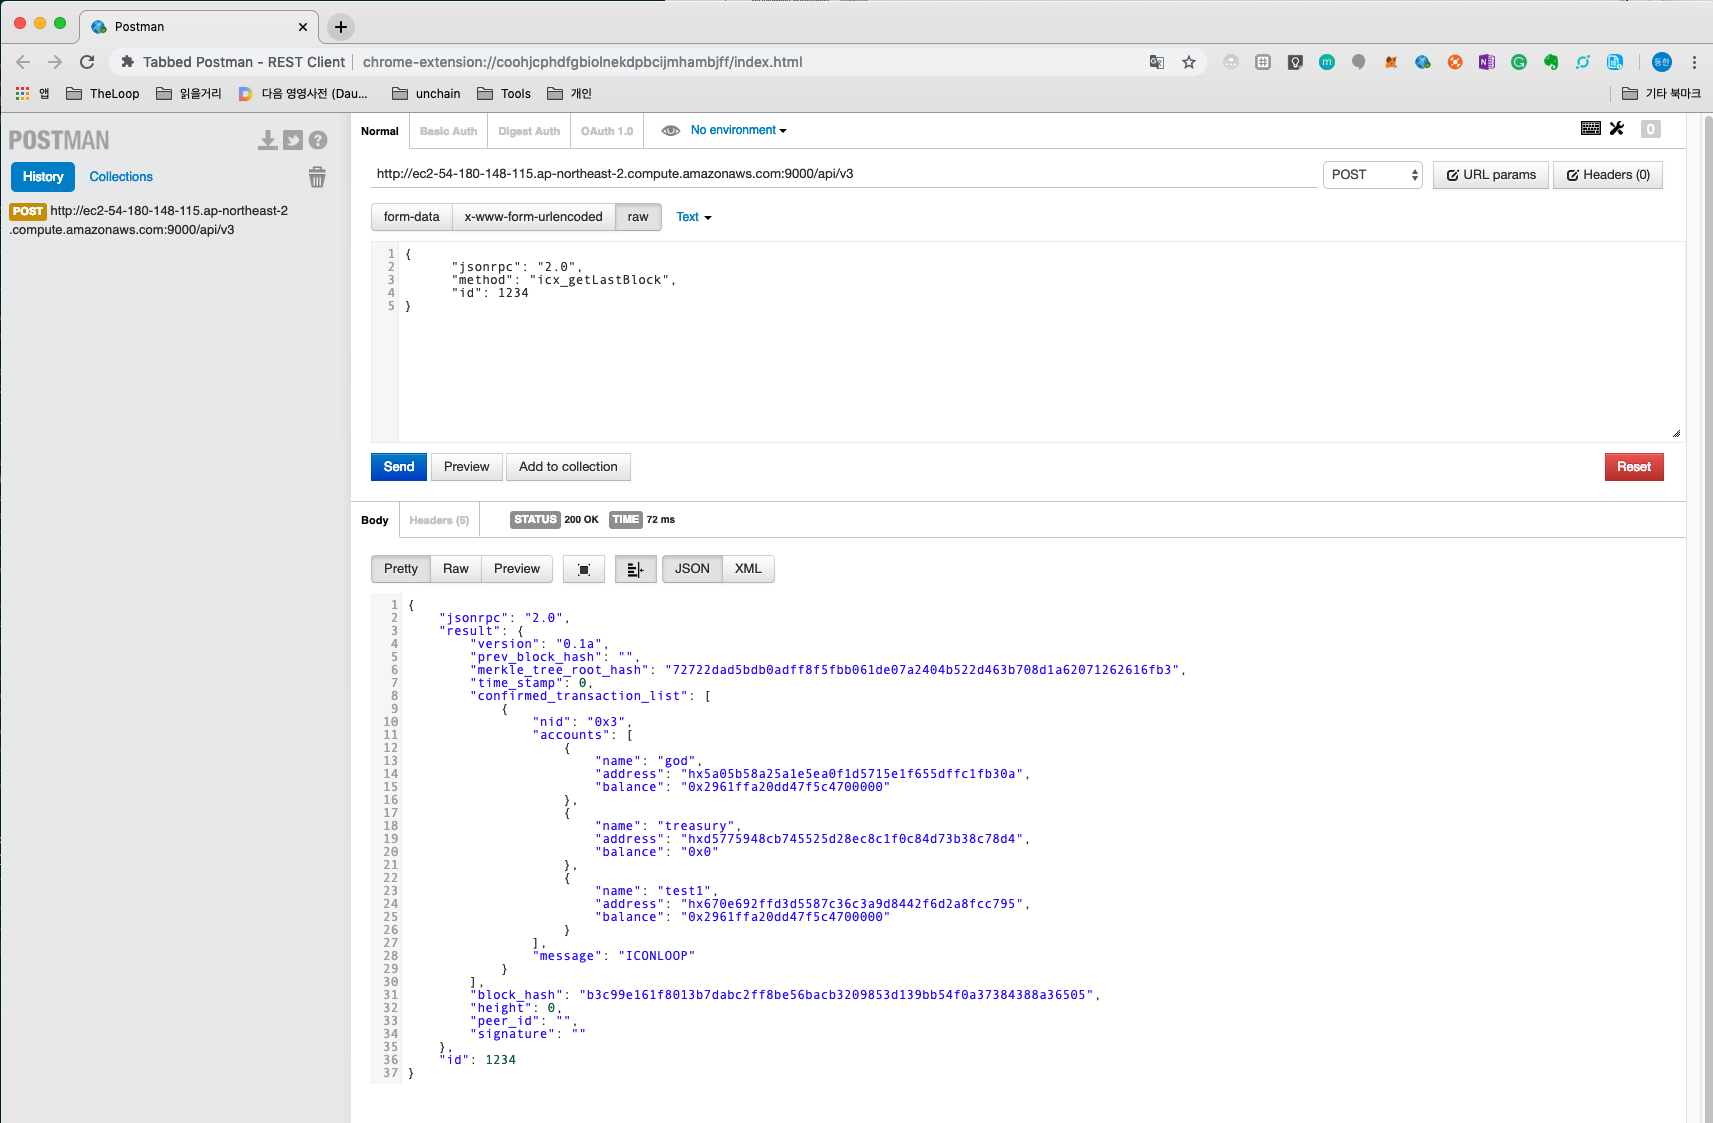 Postman
Tabbed Postman - REST Client | chrome-extension://coohjcphdfgbiolnekdpbcijmhambjff/index.html
동한
앱 TheLoop 읽을거리 다음 영영사전 (Dau... unchain Tools 개인 기타 북마크
POSTMAN
History Collections
POST http://ec2-54-180-148-115.ap-northeast-2
.compute.amazonaws.com:9000/api/v3
Normal Basic Auth Digest Auth OAuth 1.0 No environment 0
http://ec2-54-180-148-115.ap-northeast-2.compute.amazonaws.com:9000/api/v3 POST URL params Headers (0)
form-data x-www-form-urlencoded raw Text
1 {
2 "jsonrpc": "2.0",
3 "method": "icx_getLastBlock",
4 "id": 1234
5 }
Send Preview Add to collection Reset
Body Headers (5) STATUS 200 OK TIME 72 ms
Pretty Raw Preview JSON XML
1 {
2 "jsonrpc": "2.0",
3 "result": {
4 "version": "0.1a",
5 "prev_block_hash": "",
6 "merkle_tree_root_hash": "72722dad5bdb0adff8f5fbb061de07a2404b522d463b708d1a62071262616fb3",
7 "time_stamp": 0,
8 "confirmed_transaction_list": [
9 {
10 "nid": "0x3",
11 "accounts": [
12 {
13 "name": "god",
14 "address": "hx5a05b58a25a1e5ea0f1d5715e1f655dffc1fb30a",
15 "balance": "0x2961ffa20dd47f5c4700000"
16 },
17 {
18 "name": "treasury",
19 "address": "hxd5775948cb745525d28ec8c1f0c84d73b38c78d4",
20 "balance": "0x0"
21 },
22 {
23 "name": "test1",
24 "address": "hx670e692ffd3d5587c36c3a9d8442f6d2a8fcc795",
25 "balance": "0x2961ffa20dd47f5c4700000"
26 }
27 ],
28 "message": "ICONLOOP"
29 }
30 ],
31 "block_hash": "b3c99e161f8013b7dabc2ff8be56bacb3209853d139bb54f0a37384388a36505",
32 "height": 0,
33 "peer_id": "",
34 "signature": ""
35 },
36 "id": 1234
37 }